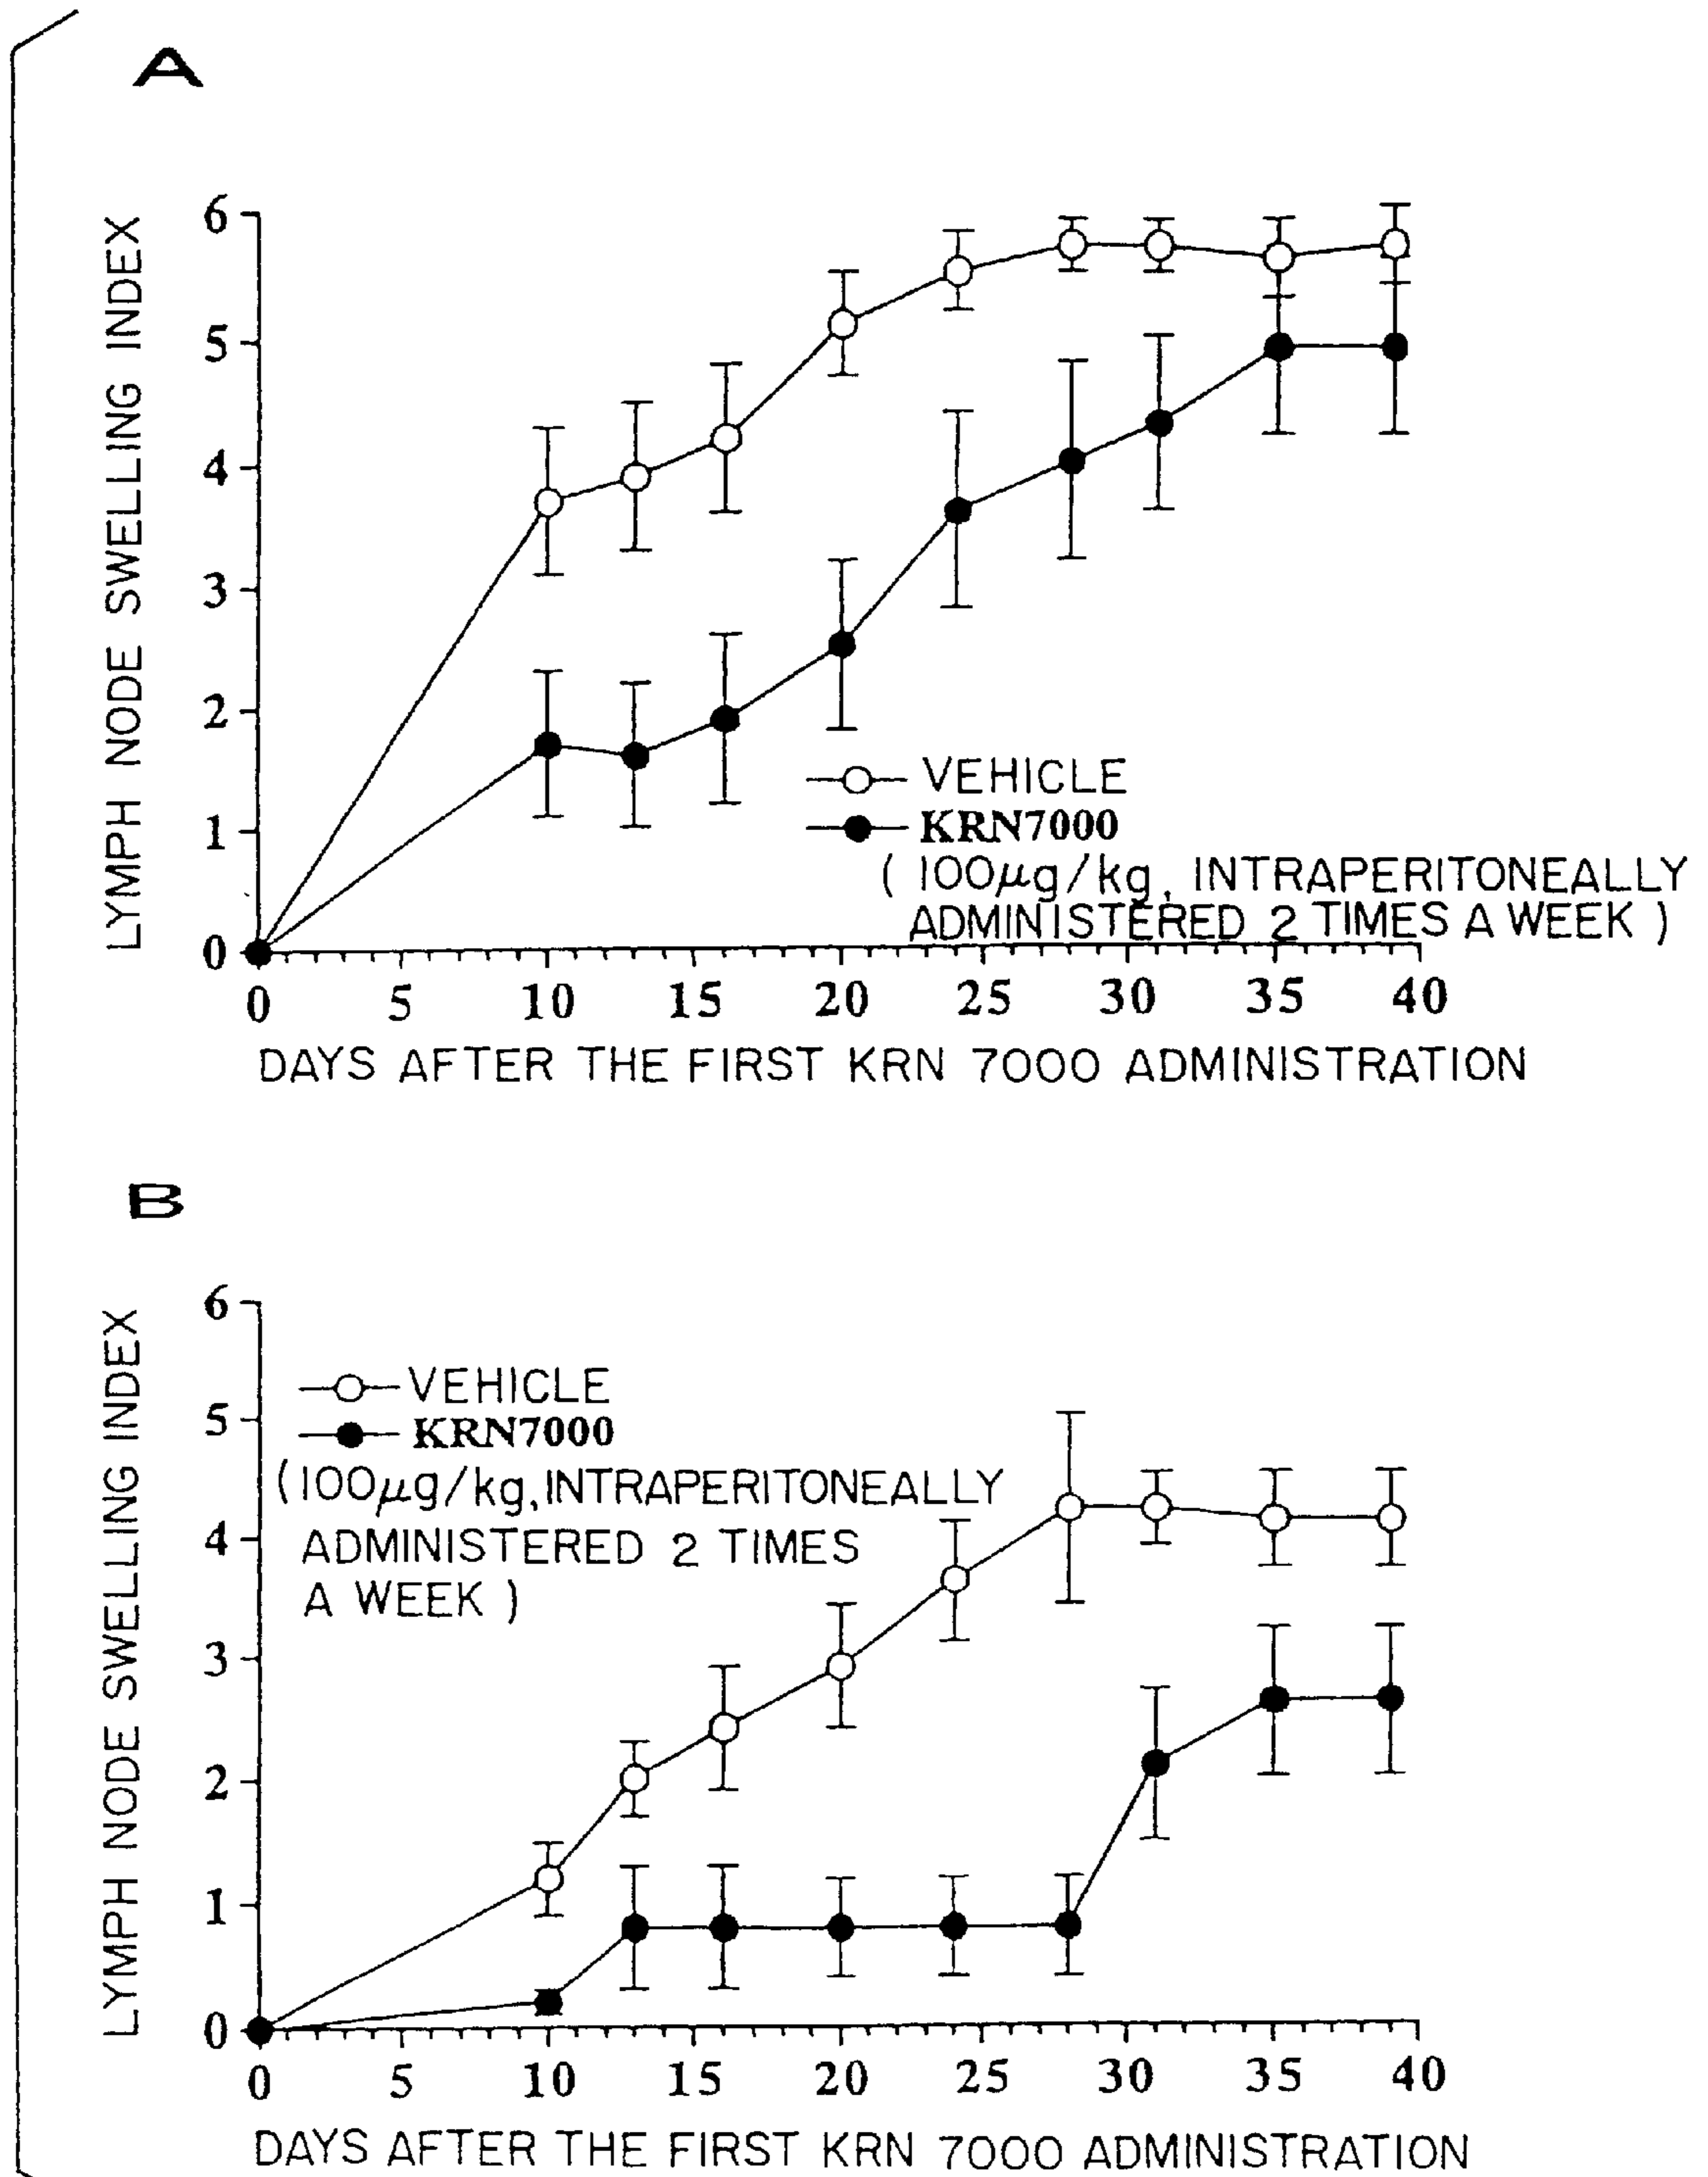 A
LYMPH NODE SWELLING INDEX
6
5
4
3
2
1
0
VEHICLE
KRN7000
( 100μg/kg, INTRAPERITONEALLY
ADMINISTERED 2 TIMES A WEEK )
0 5 10 15 20 25 30 35 40
DAYS AFTER THE FIRST KRN 7000 ADMINISTRATION
B
LYMPH NODE SWELLING INDEX
6
5
4
3
2
1
0
VEHICLE
KRN7000
(100μg/kg, INTRAPERITONEALLY
ADMINISTERED 2 TIMES
A WEEK )
0 5 10 15 20 25 30 35 40
DAYS AFTER THE FIRST KRN 7000 ADMINISTRATION